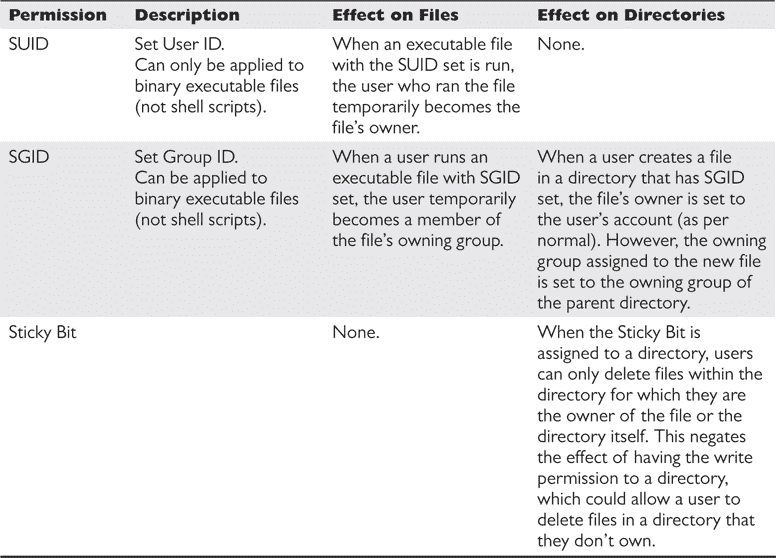 Permission Description Effect on Files Effect on Directories
SUID
Set User ID.
Can only be applied to
binary executable files
(not shell scripts).
When an executable file
with the SUID set is run,
the user who ran the file
temporarily becomes the
file's owner.
None.
SGID
Set Group ID.
Can be applied to
binary executable files
(not shell scripts).
When a user runs an
executable file with SGID
set, the user temporarily
becomes a member of
the file's owning group.
When a user creates a file
in a directory that has SGID
set, the file's owner is set to
the user's account (as per
normal). However, the owning
group assigned to the new file
is set to the owning group of
the parent directory.
Sticky Bit
None.
When the Sticky Bit is
assigned to a directory, users
can only delete files within the
directory for which they are
the owner of the file or the
directory itself. This negates
the effect of having the write
permission to a directory,
which could allow a user to
delete files in a directory that
they don't own.